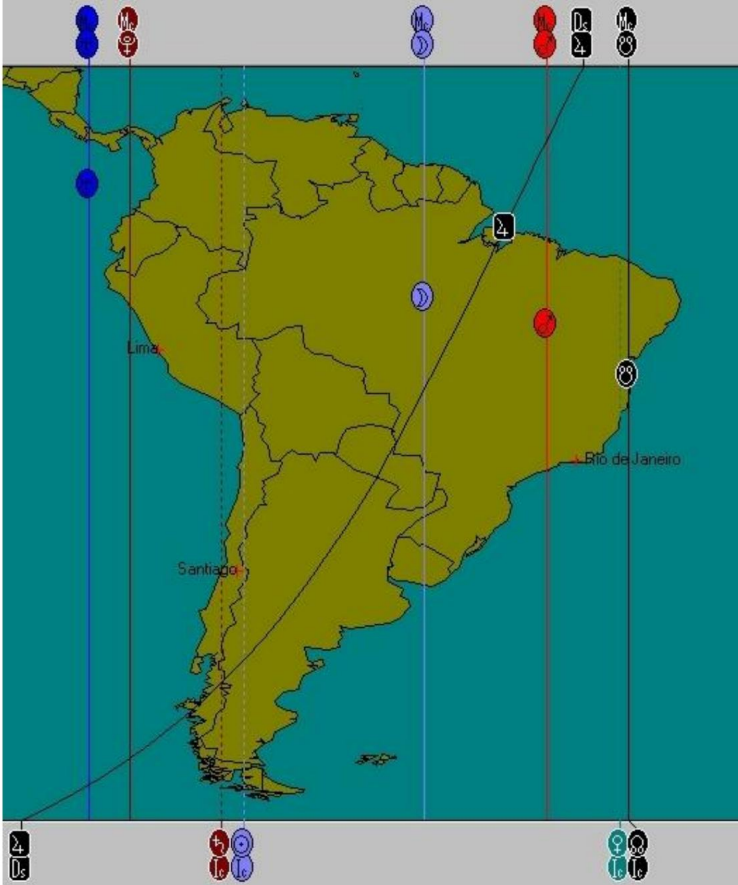 Mc Mc Mc Ds Mc
Lima
Rio de Janeiro
Santiago
Ds Ic Ic Ic Ic